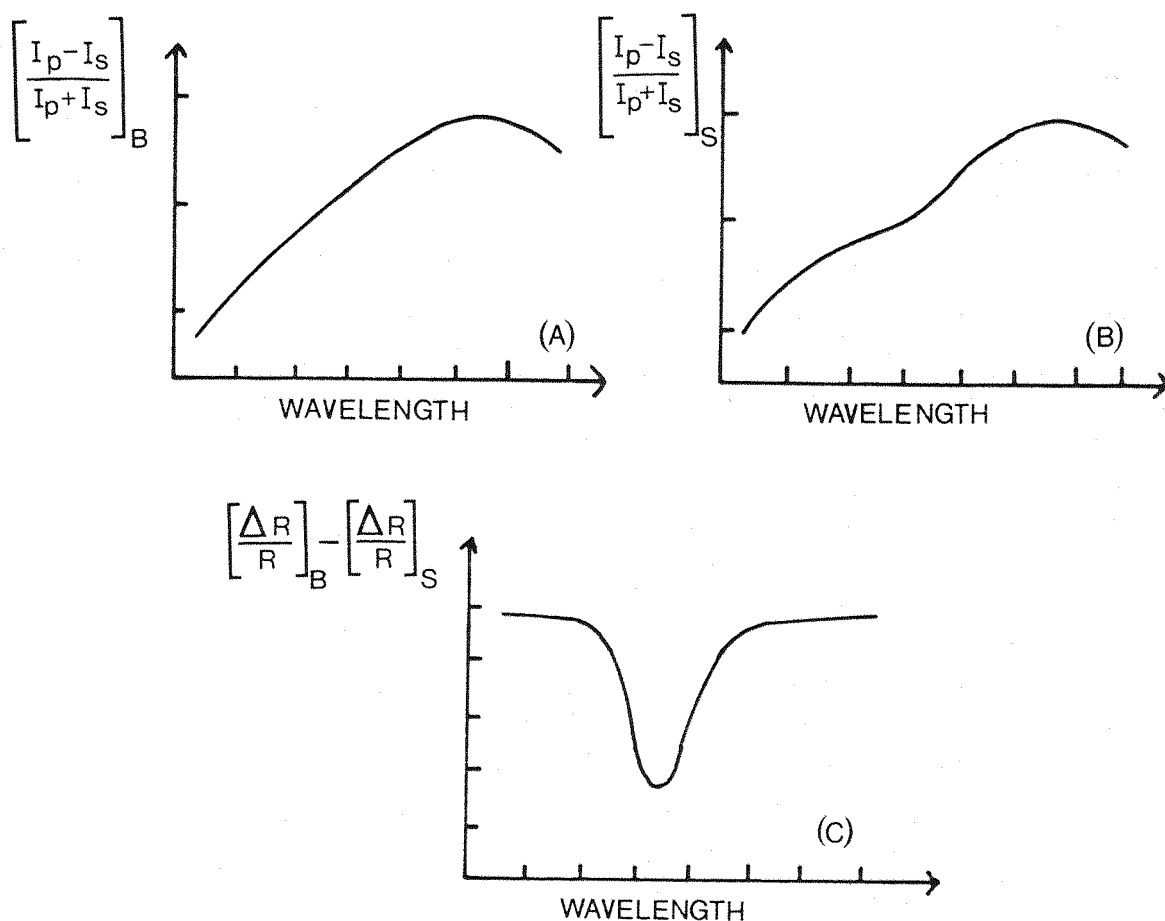 [Ip-Is / Ip+Is]B
(A)
WAVELENGTH
[Ip-Is / Ip+Is]S
(B)
WAVELENGTH
[ΔR / R]B - [ΔR / R]S
(C)
WAVELENGTH